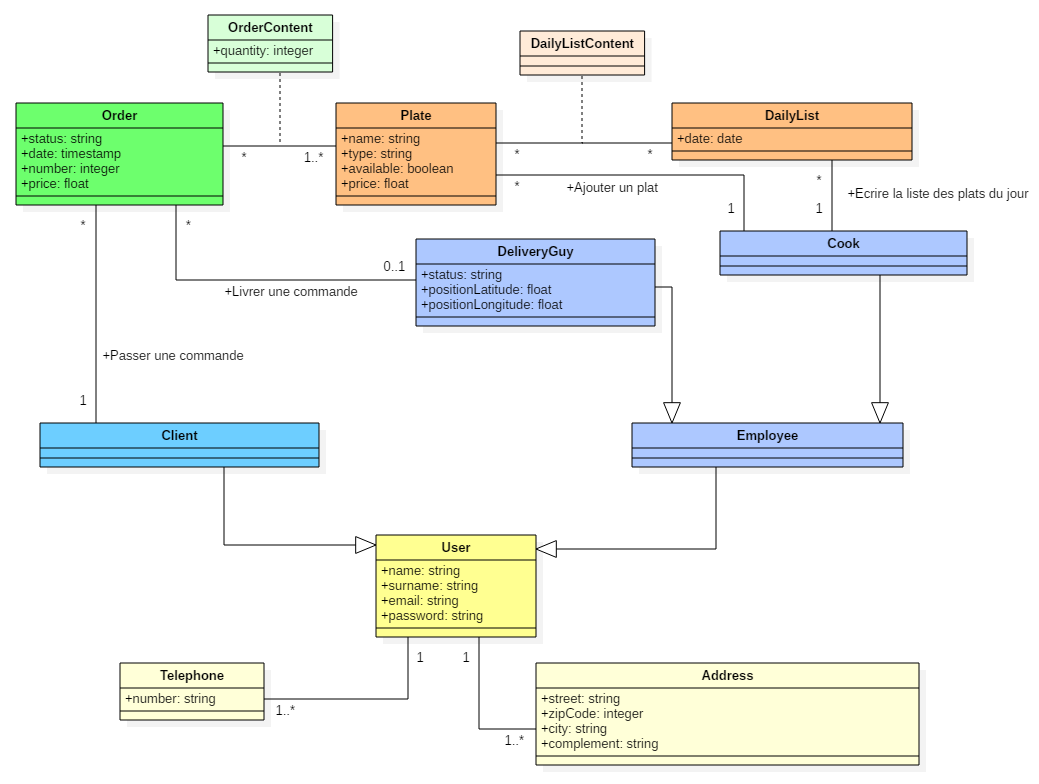 OrderContent
+quantity: integer
DailyListContent
Order
+status: string
+date: timestamp
+number: integer
+price: float
*
1..*
Plate
+name: string
+type: string
+available: boolean
+price: float
*
*
DailyList
+date: date
*
+Ajouter un plat
1
*
1
+Ecrire la liste des plats du jour
*
*
0..1
+Livrer une commande
DeliveryGuy
+status: string
+positionLatitude: float
+positionLongitude: float
Cook
+Passer une commande
1
Client
Employee
User
+name: string
+surname: string
+email: string
+password: string
1
1
Telephone
+number: string
1..*
1..*
Address
+street: string
+zipCode: integer
+city: string
+complement: string